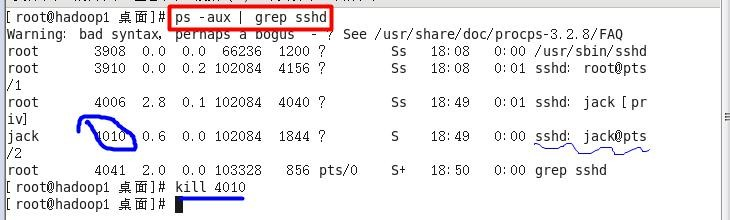 [root@hadoop1 桌面]# ps -aux | grep sshd
Warning: bad syntax, perhaps a bogus '-'? See /usr/share/doc/procps-3.2.8/FAQ
root      3908  0.0  0.0  66236  1200 ?        Ss   18:08   0:00 /usr/sbin/sshd
root      3910  0.0  0.2 102084  4156 ?        Ss   18:08   0:01 sshd: root@pts
/1
root      4006  2.8  0.1 102084  4040 ?        Ss   18:49   0:01 sshd: jack [pr
iv]
jack      4010  0.6  0.0 102084  1844 ?        S    18:49   0:00 sshd: jack@pts
/2
root      4041  2.0  0.0 103328   856 pts/0    S+   18:50   0:00 grep sshd
[root@hadoop1 桌面]# kill 4010
[root@hadoop1 桌面]#